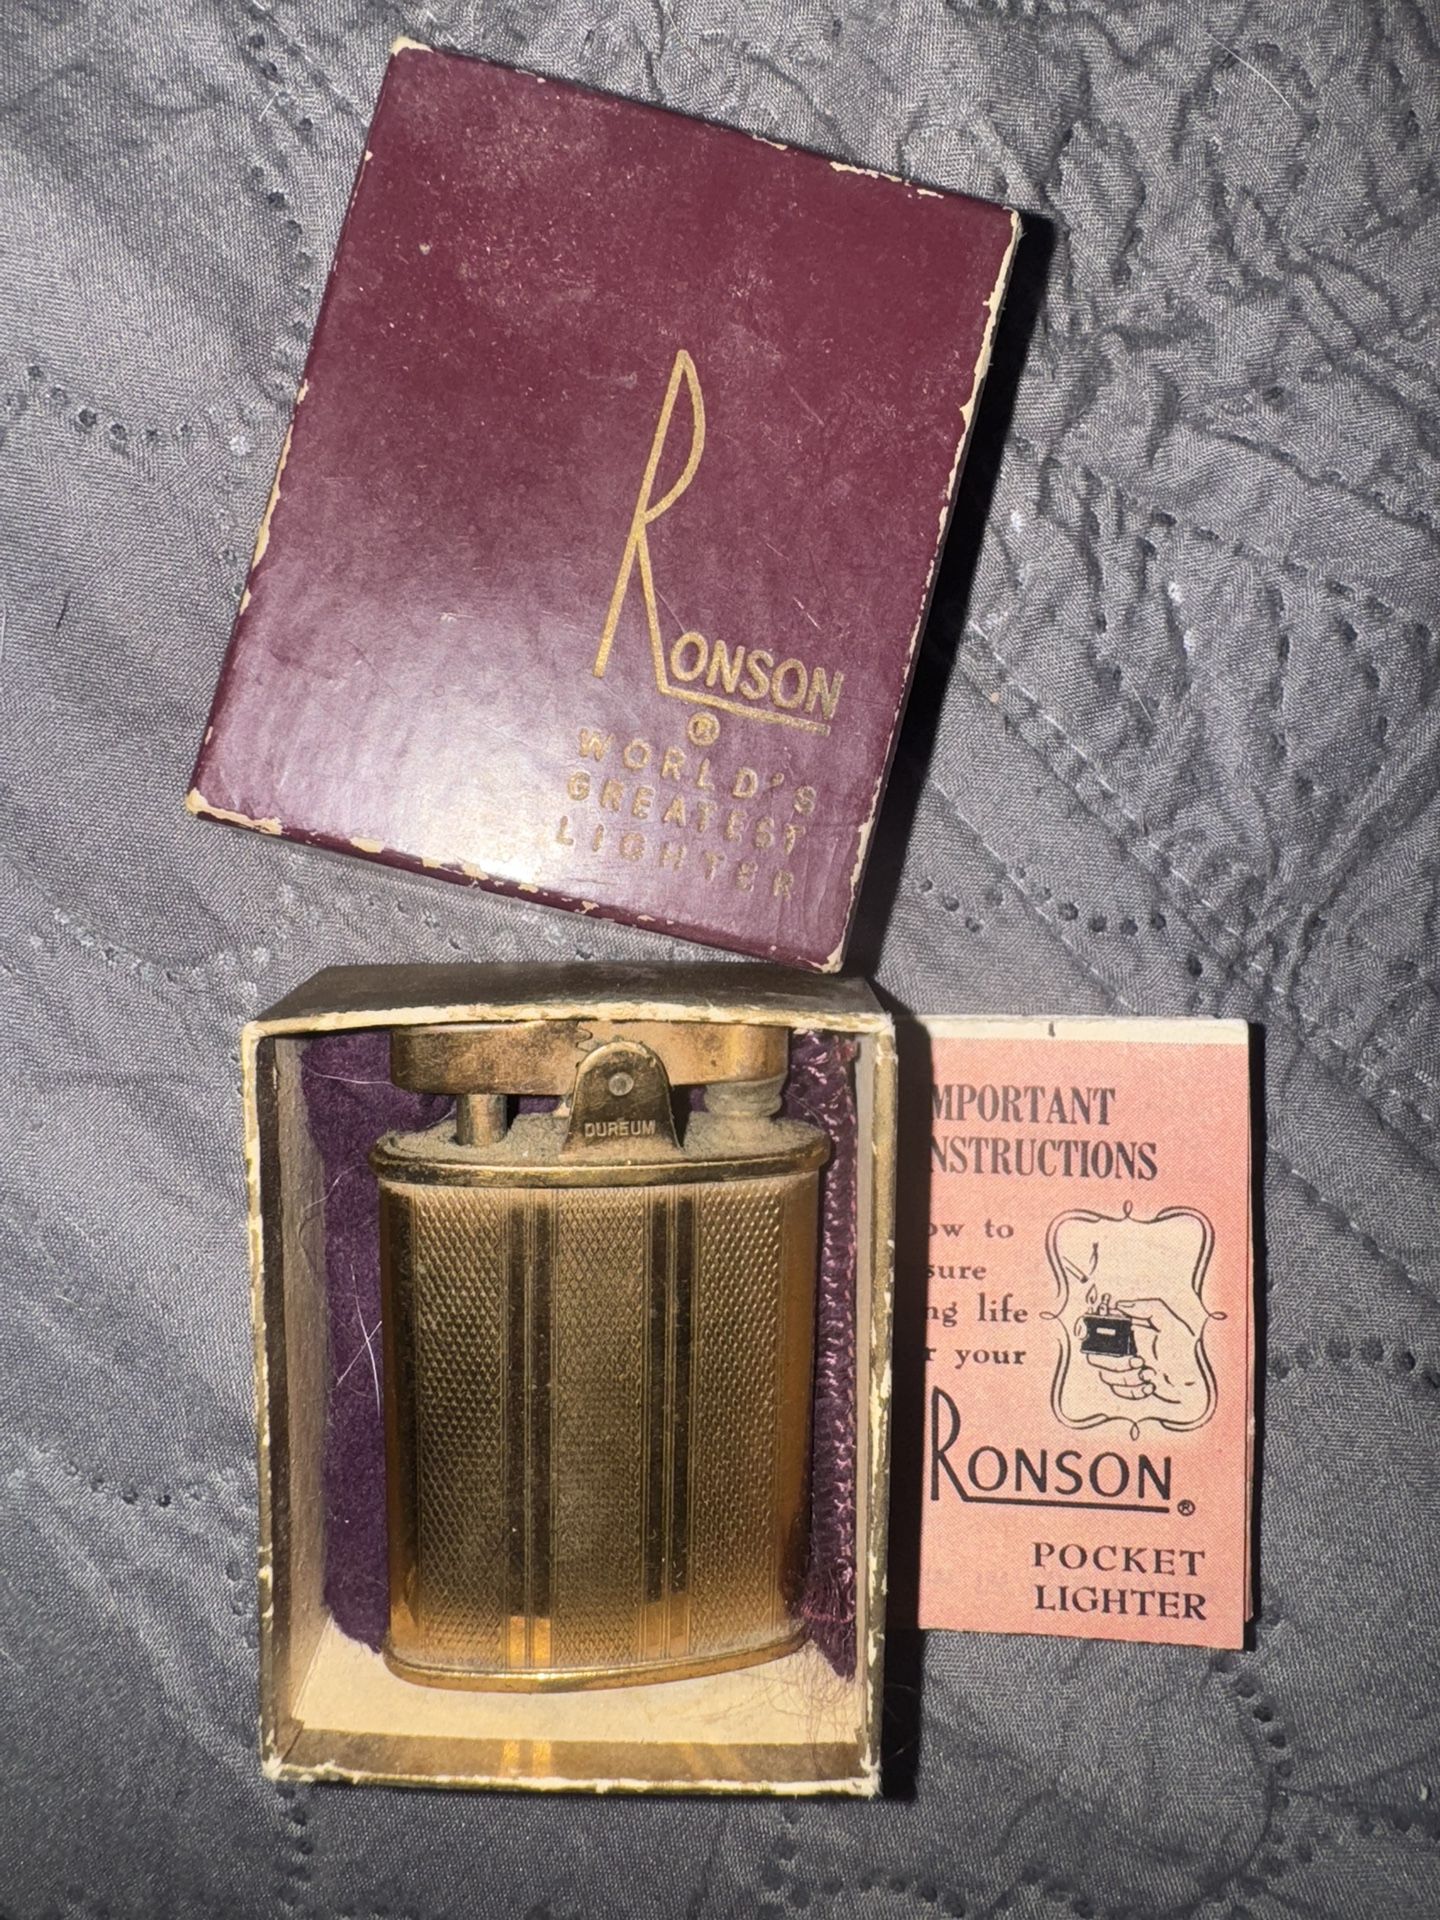 RONSON
®
WORLD'S
GREATEST
LIGHTER
DUREUM
MPORTANT
NSTRUCTIONS
ow to
sure
ng life
r your
RONSON®
POCKET
LIGHTER